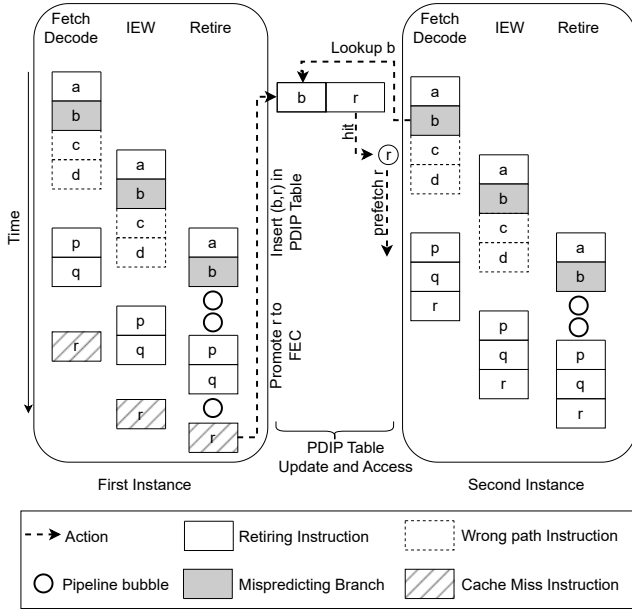 Fetch
Decode
IEW
Retire
a
b
c
d
p
q
r
a
b
c
d
p
q
r
a
b
p
q
r
Time
First Instance
Lookup b
b
r
hit
r
prefetch r
Insert (b,r) in
PDIP Table
Promote r to
FEC
PDIP Table
Update and Access
Fetch
Decode
IEW
Retire
a
b
c
d
p
q
r
a
b
c
d
p
q
r
a
b
p
q
r
Second Instance
Action
Retiring Instruction
Wrong path Instruction
Pipeline bubble
Mispredicting Branch
Cache Miss Instruction